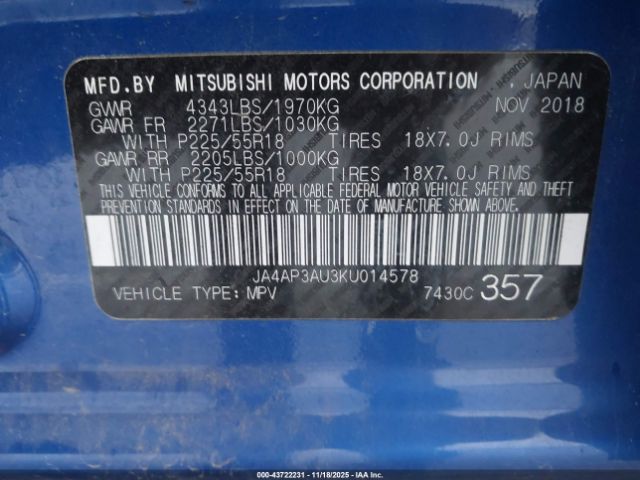 MFD.BY MITSUBISHI MOTORS CORPORATION , JAPAN
GVWR 4343LBS/1970KG NOV 2018
GAWR FR 2271LBS/1030KG
WITH P225/55R18 TIRES 18X7.0J RIMS
GAWR RR 2205LBS/1000KG
WITH P225/55R18 TIRES 18X7.0J RIMS
THIS VEHICLE CONFORMS TO ALL APPLICABLE FEDERAL MOTOR VEHICLE SAFETY AND THEFT
PREVENTION STANDARDS IN EFFECT ON THE DATE OF MANUFACTURE SHOWN ABOVE.
JA4AP3AU3KU014578
VEHICLE TYPE: MPV 7430C 357
000-43722231 - 11/18/2025 - IAAI.com